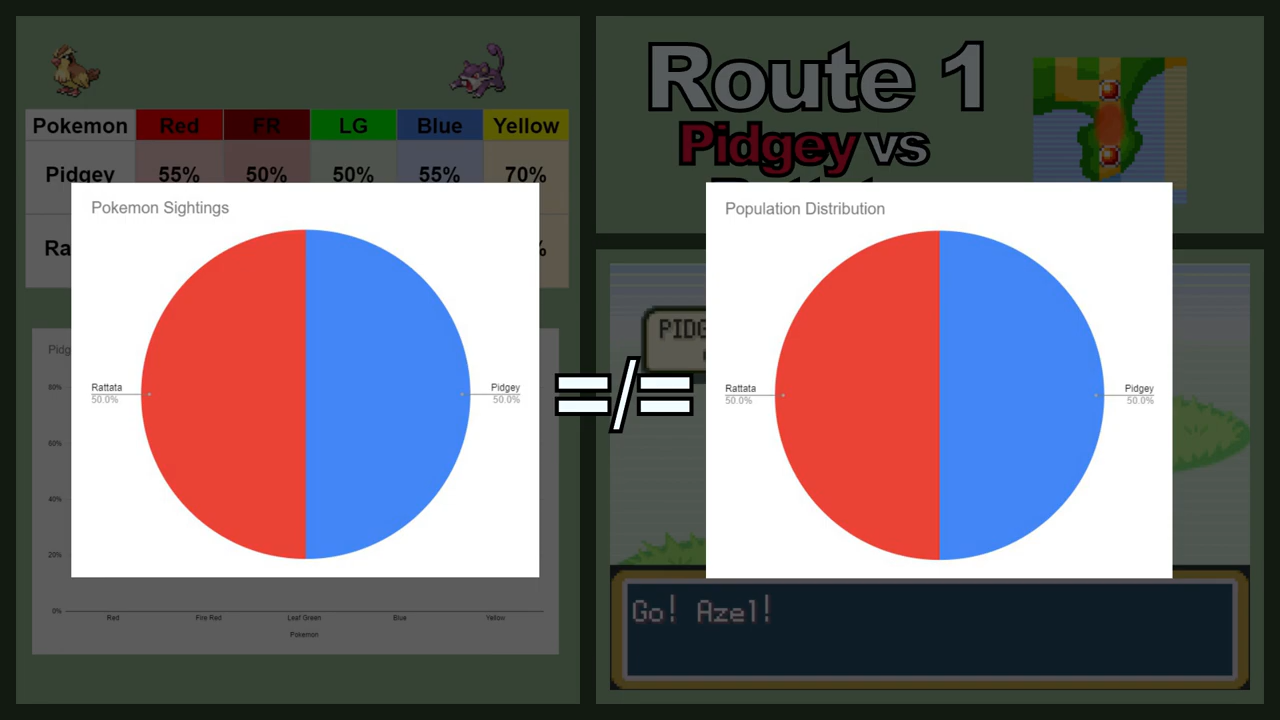 Route 1
Pidgey vs
Pokemon Red FR LG Blue Yellow
Pidgey 55% 50% 50% 55% 70%
Pokemon Sightings
Rattata
50.0%
Pidgey
50.0%
=/=
Population Distribution
Rattata
50.0%
Pidgey
50.0%
80%
60%
40%
20%
0%
Red Fire Red Leaf Green Blue Yellow
Pokemon
Go! Azel!